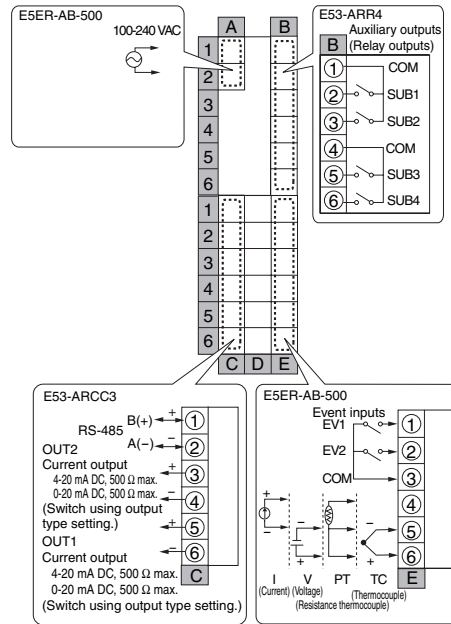 E5ER-AB-500
100-240 VAC
A
B
1
2
3
4
5
6
1
2
3
4
5
6
C D E
E53-ARR4
Auxiliary outputs
(Relay outputs)
B
1 COM
2 SUB1
3 SUB2
4 COM
5 SUB3
6 SUB4
E53-ARCC3
RS-485
B(+) + 1
A(−) − 2
OUT2
Current output
4-20 mA DC, 500 Ω max.
0-20 mA DC, 500 Ω max.
(Switch using output
type setting.)
+ 3
− 4
OUT1
Current output
4-20 mA DC, 500 Ω max.
0-20 mA DC, 500 Ω max.
(Switch using output type setting.)
+ 5
− 6
C
E5ER-AB-500
Event inputs
EV1 1
EV2 2
COM 3
4
5
6
+ − −
− + +
I V PT TC
(Current) (Voltage) (Thermocouple)
(Resistance thermocouple)
E